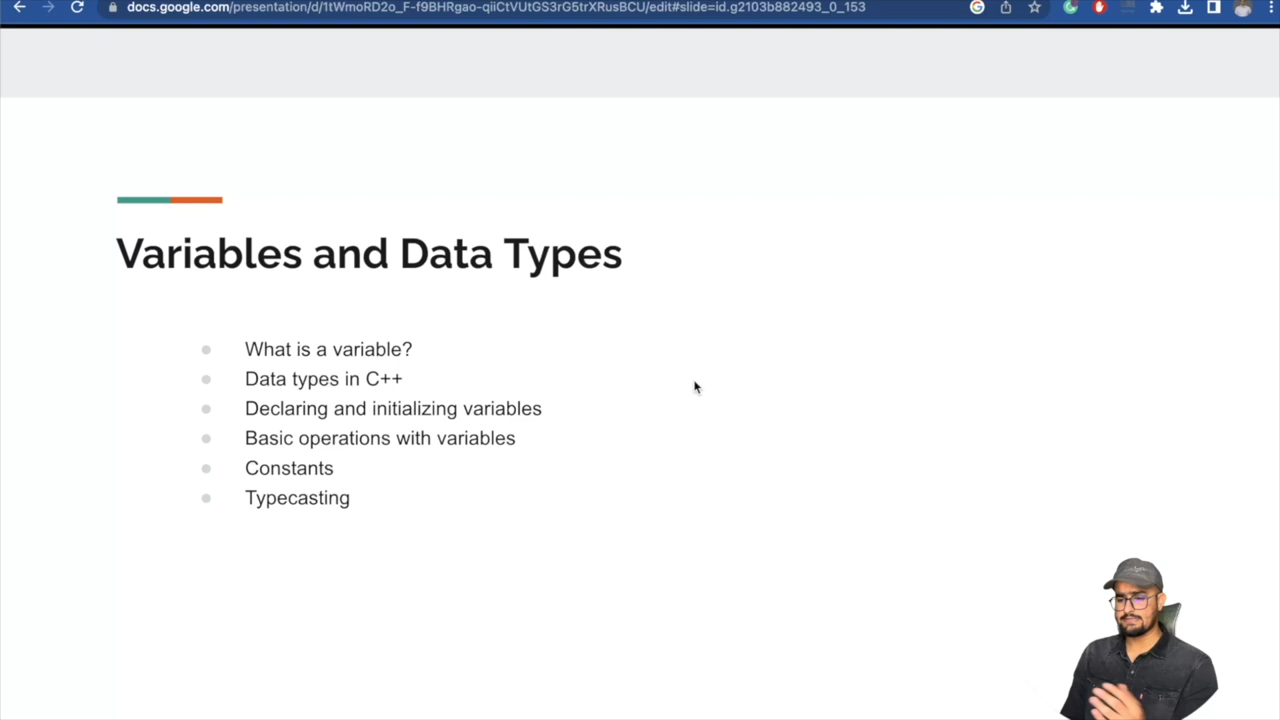 docs.google.com/presentation/d/1tWmoRD2o_F-f9BHRgao-qiiCtVUtGS3rG5trXRusBCU/edit#slide=id.g2103b882493_0_153
Variables and Data Types
What is a variable?
Data types in C++
Declaring and initializing variables
Basic operations with variables
Constants
Typecasting